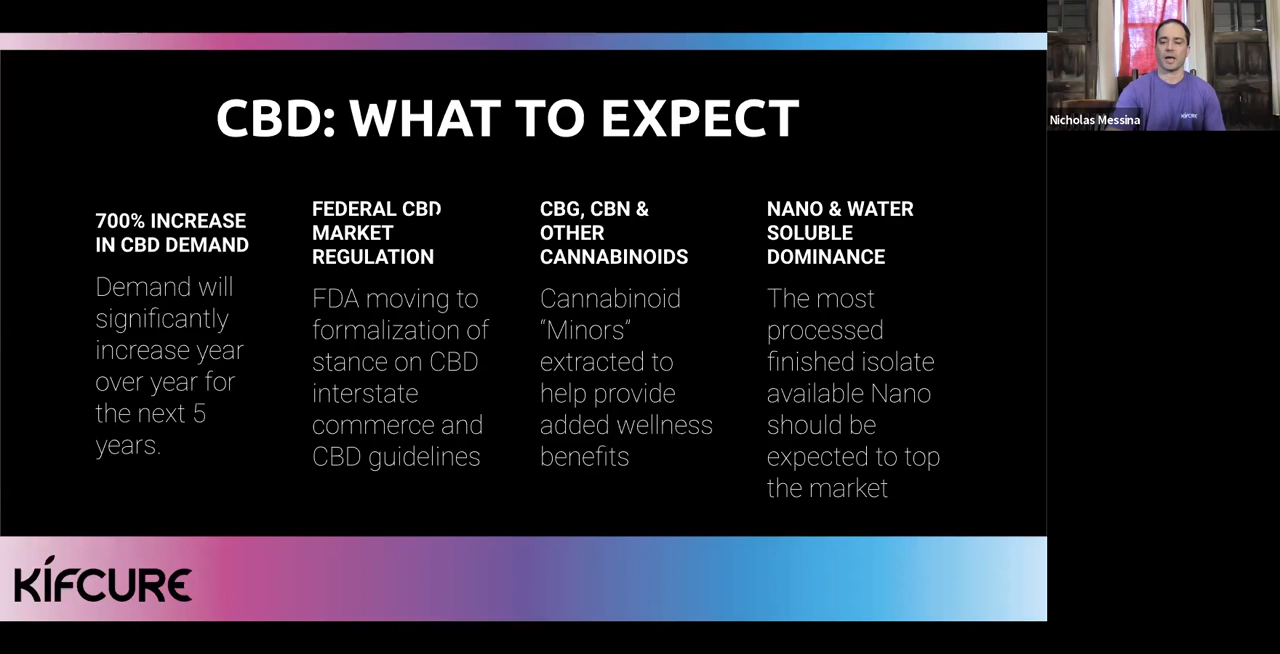 CBD: WHAT TO EXPECT
700% INCREASE
IN CBD DEMAND
Demand will
significantly
increase year
over year for
the next 5
years.
FEDERAL CBD
MARKET
REGULATION
FDA moving to
formalization of
stance on CBD
interstate
commerce and
CBD guidelines
CBG, CBN &
OTHER
CANNABINOIDS
Cannabinoid
“Minors”
extracted to
help provide
added wellness
benefits
NANO & WATER
SOLUBLE
DOMINANCE
The most
processed
finished isolate
available Nano
should be
expected to top
the market
KIFCURE
Nicholas Messina
KIFCURE